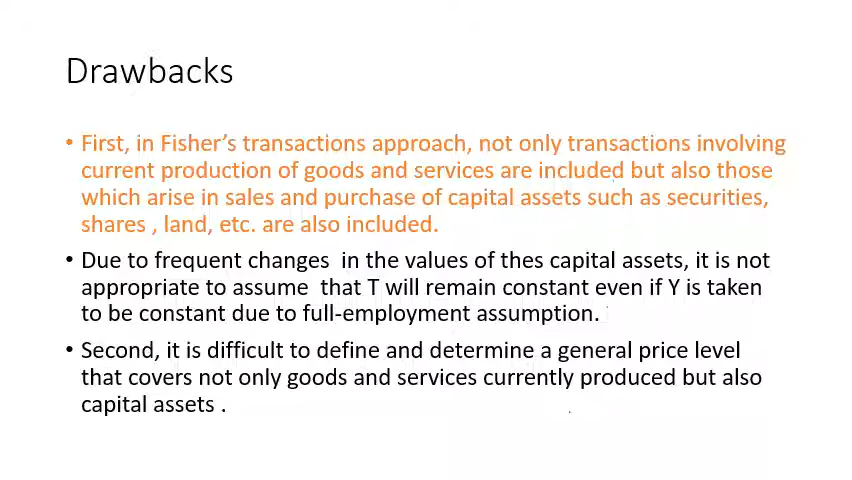 Drawbacks
• First, in Fisher’s transactions approach, not only transactions involving
current production of goods and services are included but also those
which arise in sales and purchase of capital assets such as securities,
shares , land, etc. are also included.
• Due to frequent changes  in the values of thes capital assets, it is not
appropriate to assume  that T will remain constant even if Y is taken
to be constant due to full-employment assumption.
• Second, it is difficult to define and determine a general price level
that covers not only goods and services currently produced but also
capital assets .